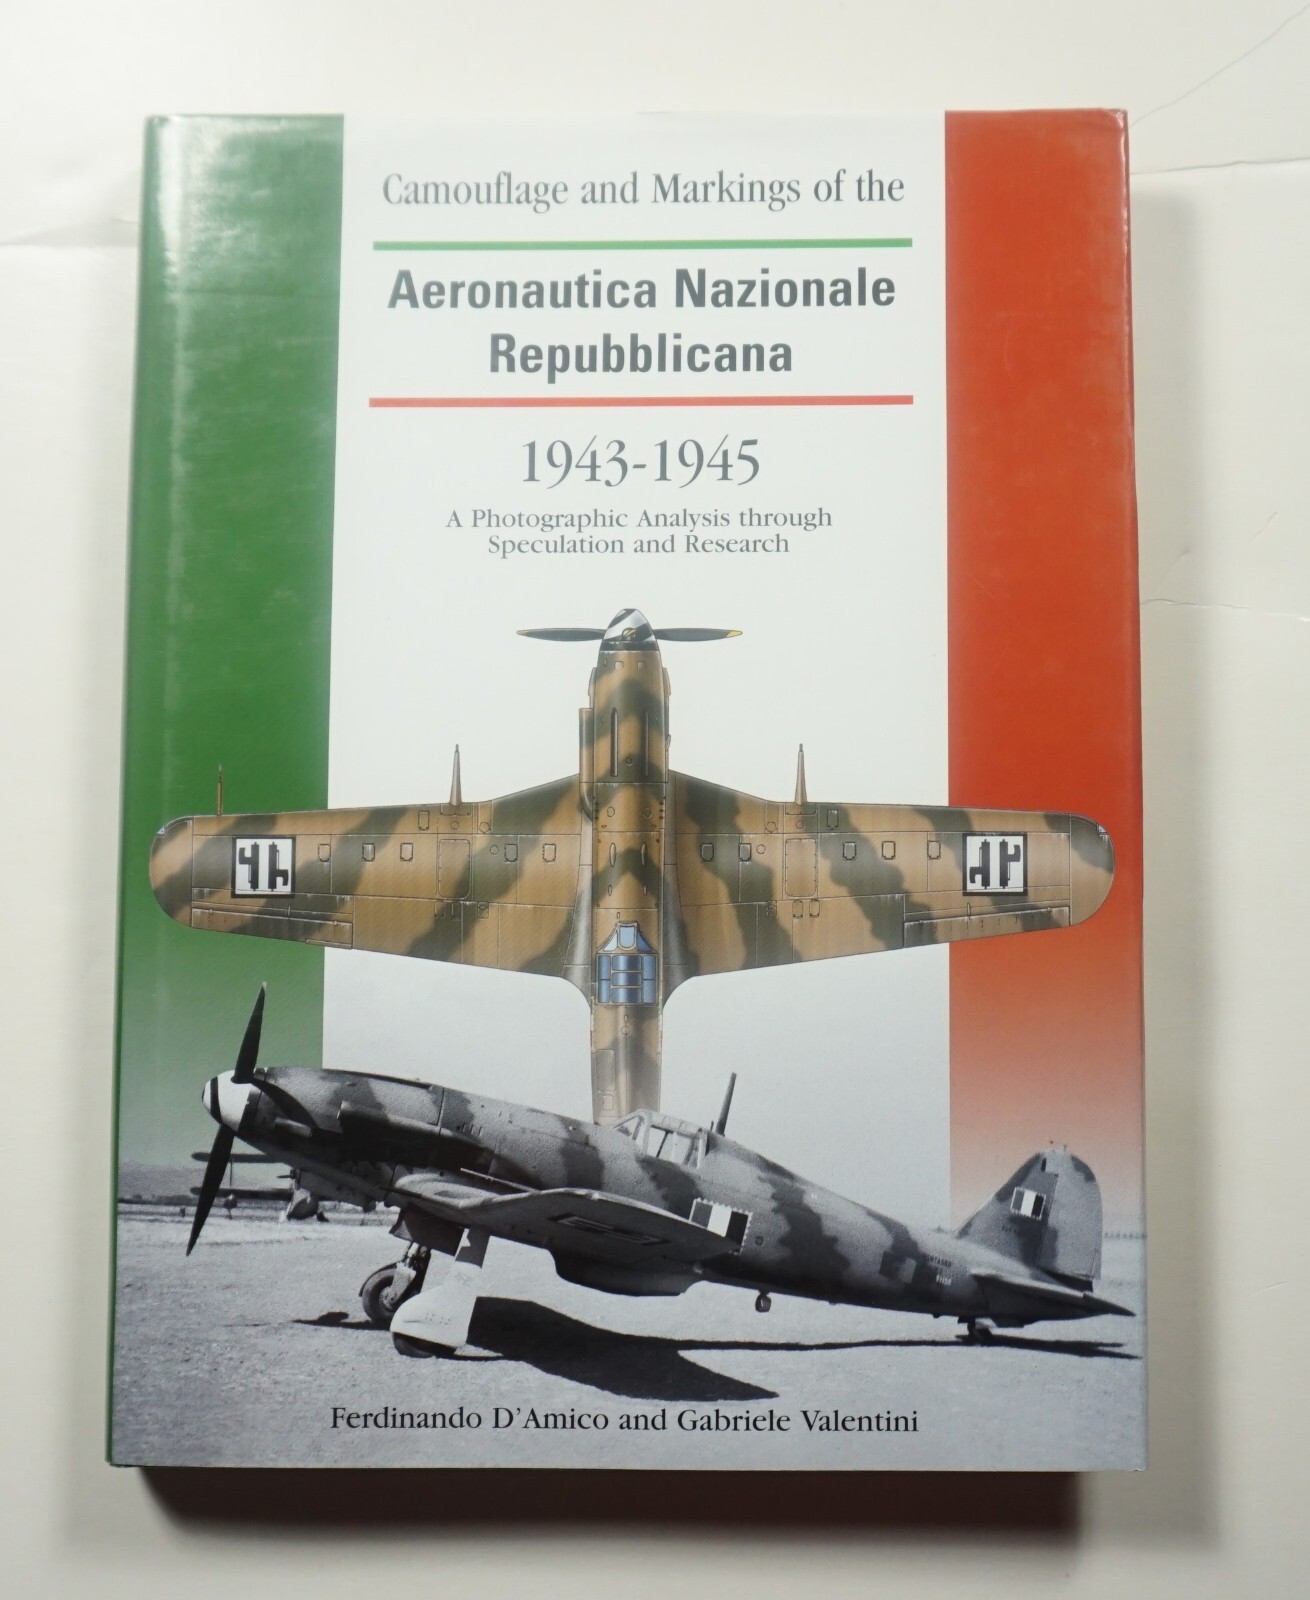 Camouflage and Markings of the
Aeronautica Nazionale
Repubblicana
1943-1945
A Photographic Analysis through
Speculation and Research
Ferdinando D'Amico and Gabriele Valentini